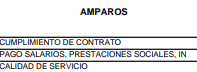 AMPAROS
CUMPLIMIENTO DE CONTRATO
PAGO SALARIOS, PRESTACIONES SOCIALES, IN
CALIDAD DE SERVICIO